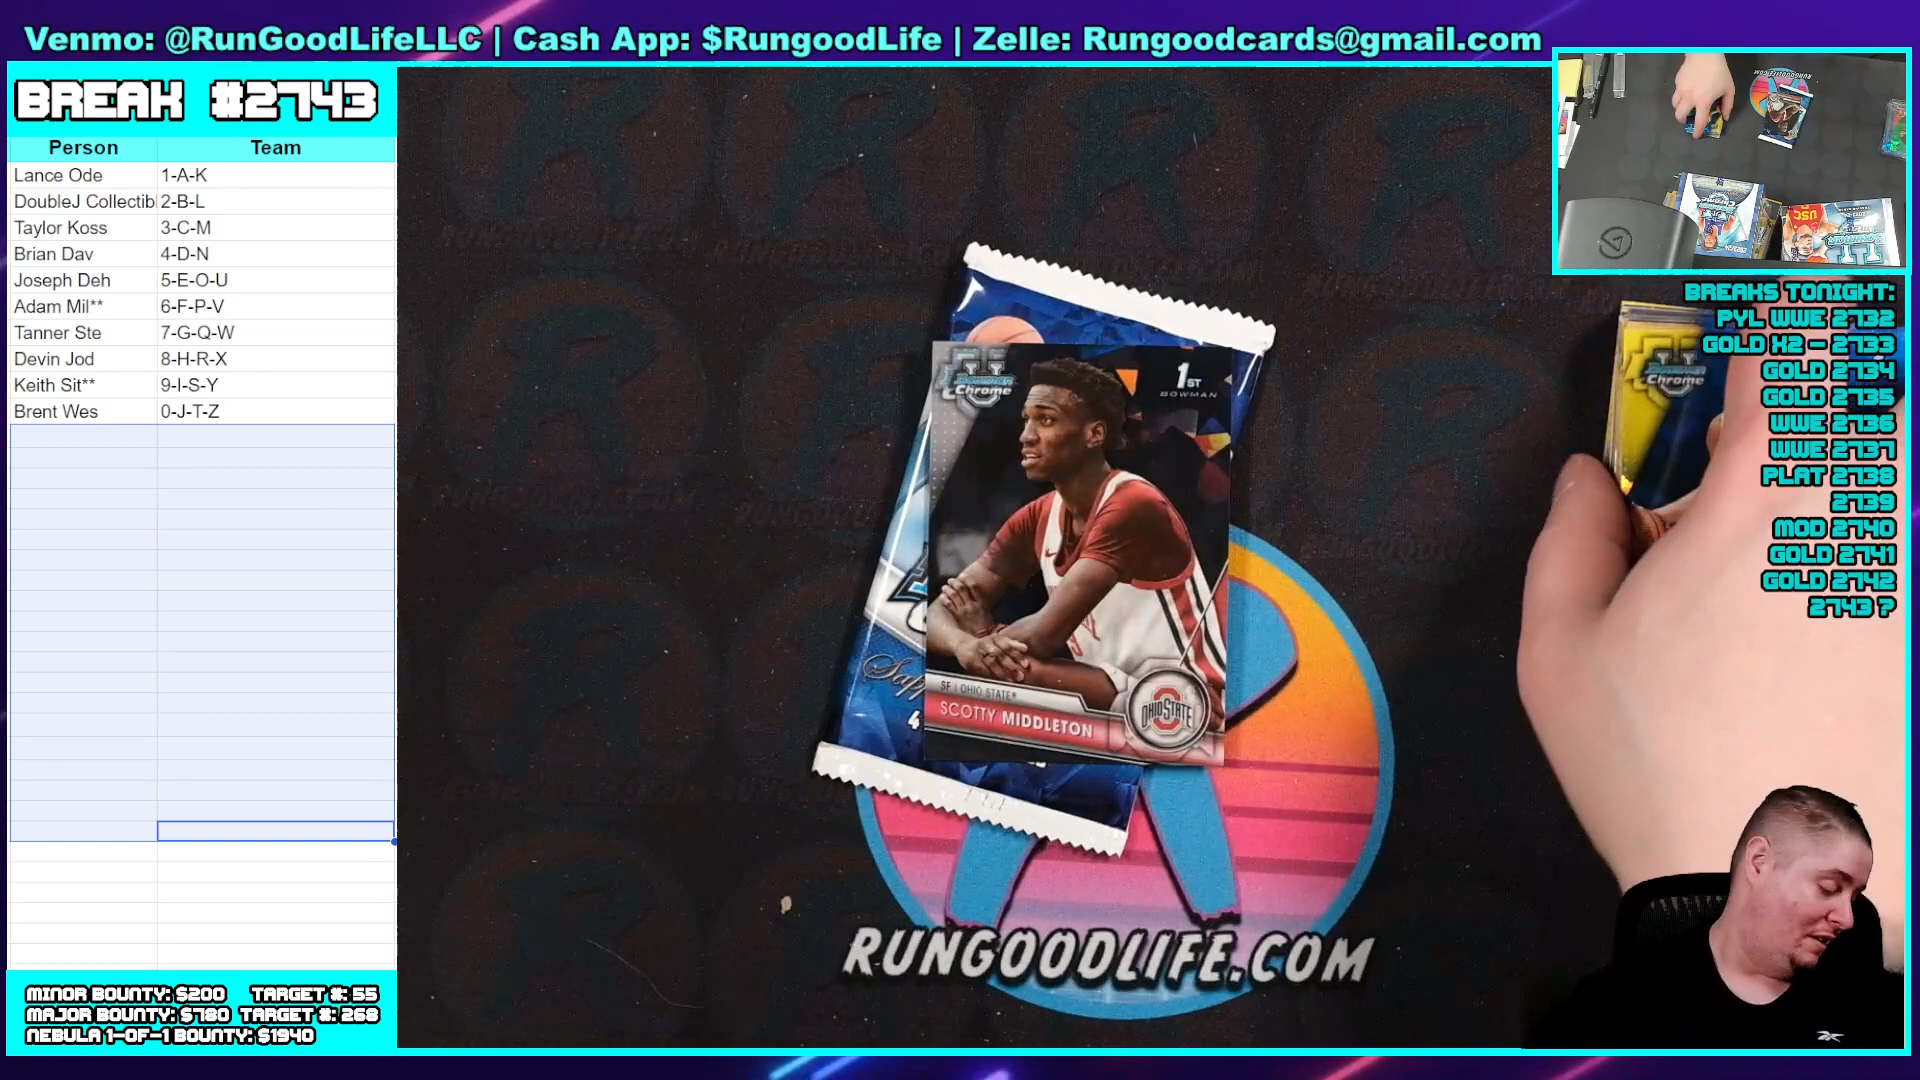 Venmo: @RunGoodLifeLLC | Cash App: $RungoodLife | Zelle: Rungoodcards@gmail.com
BREAK #2743
Person Team
Lance Ode 1-A-K
DoubleJ Collectib 2-B-L
Taylor Koss 3-C-M
Brian Dav 4-D-N
Joseph Deh 5-E-O-U
Adam Mil** 6-F-P-V
Tanner Ste 7-G-Q-W
Devin Jod 8-H-R-X
Keith Sit** 9-I-S-Y
Brent Wes 0-J-T-Z
MINOR BOUNTY: $200 TARGET #: 55
MAJOR BOUNTY: $780 TARGET #: 268
NEBULA 1-OF-1 BOUNTY: $1940
BOWMAN
Chrome
1ST
BOWMAN
SF | OHIO STATE
SCOTTY MIDDLETON
OHIO STATE
Sap
4
RUNGOODLIFE.COM
Chrome
USC
BREAKS TONIGHT:
PYL WWE 2732
GOLD X2 - 2733
GOLD 2734
GOLD 2735
WWE 2736
WWE 2737
PLAT 2738
2739
MOD 2740
GOLD 2741
GOLD 2742
2743 ?